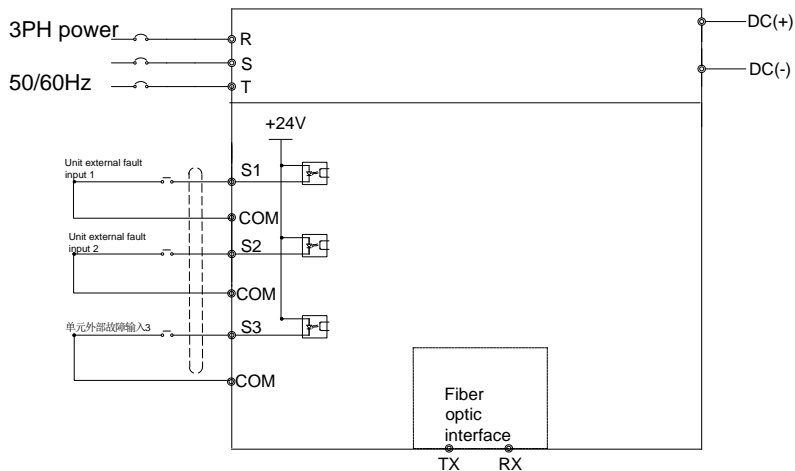 3PH power
50/60Hz
R
S
T
DC(+)
DC(-)
+24V
Unit external fault
input 1
S1
COM
Unit external fault
input 2
S2
COM
单元外部故障输入3
S3
COM
Fiber
optic
interface
TX
RX